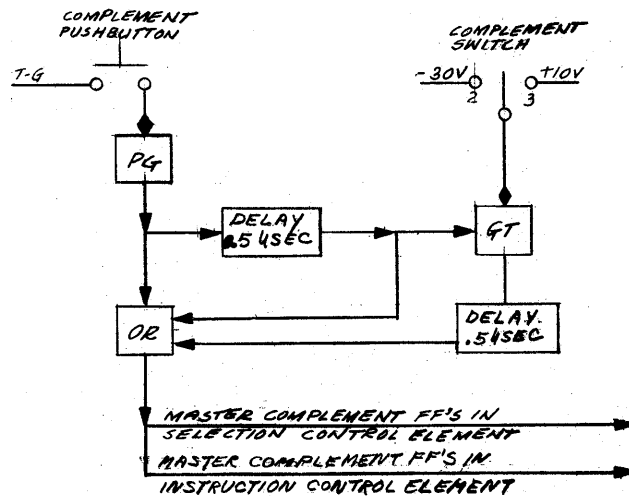 COMPLEMENT
PUSHBUTTON
COMPLEMENT
SWITCH
T-G
-30V
+10V
2
3
PG
DELAY
.5 µSEC
GT
OR
DELAY.
.5 µSEC
MASTER COMPLEMENT FF'S IN
SELECTION CONTROL ELEMENT
MASTER COMPLEMENT FF'S IN
INSTRUCTION CONTROL ELEMENT